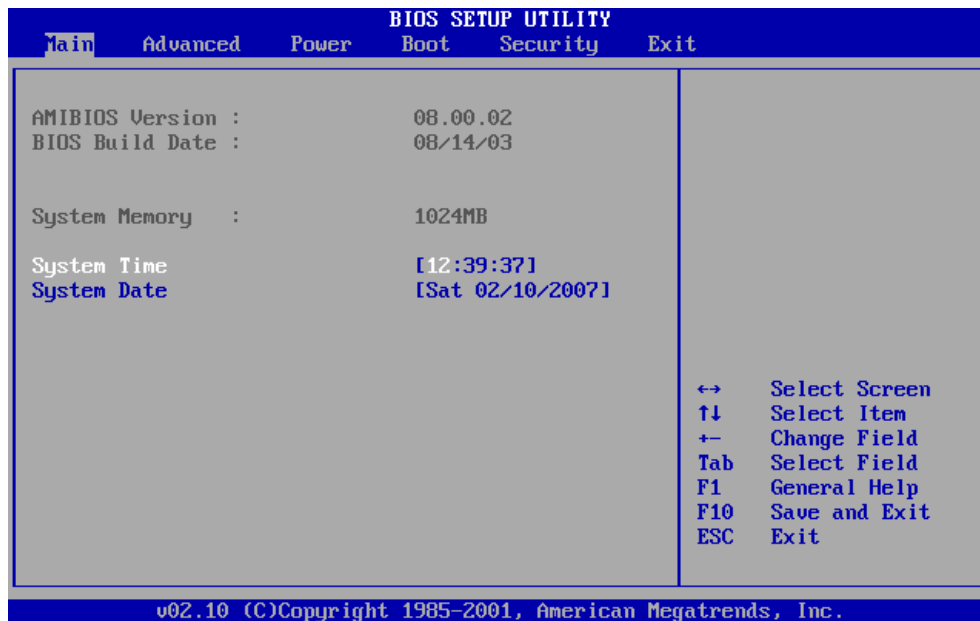 BIOS SETUP UTILITY
Main Advanced Power Boot Security Exit
AMIBIOS Version : 08.00.02
BIOS Build Date : 08/14/03
System Memory : 1024MB
System Time [12:39:37]
System Date [Sat 02/10/2007]
←→ Select Screen
↑↓ Select Item
+- Change Field
Tab Select Field
F1 General Help
F10 Save and Exit
ESC Exit
v02.10 (C)Copyright 1985-2001, American Megatrends, Inc.